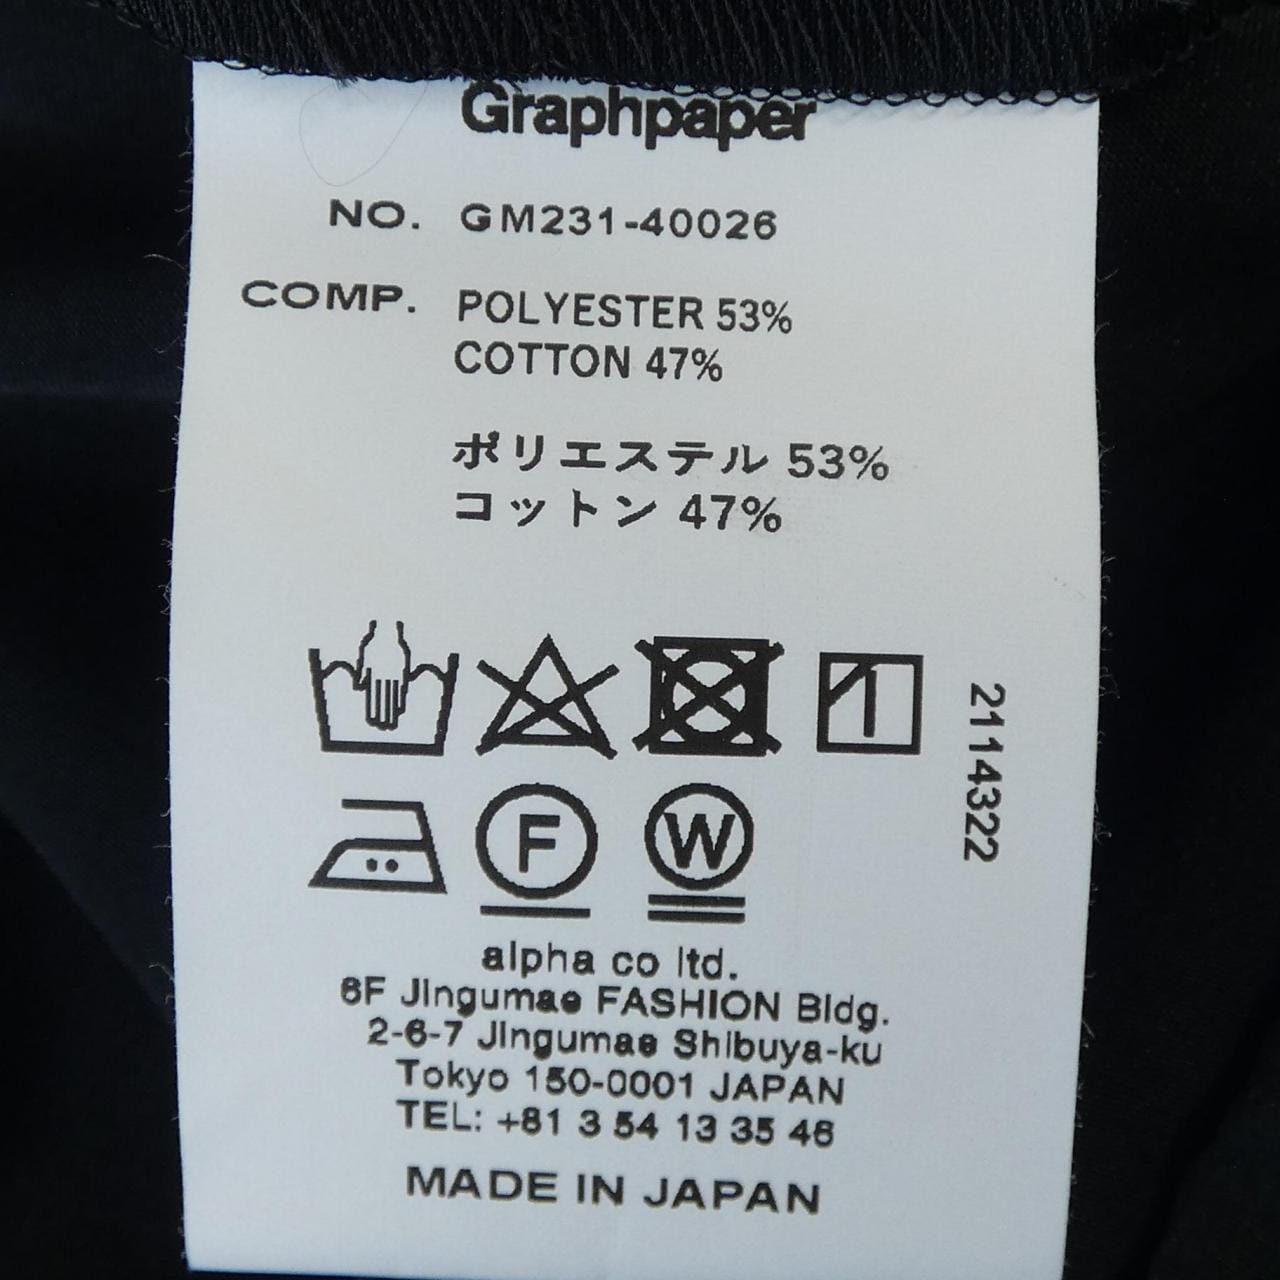 Graphpaper
NO. GM231-40026
COMP. POLYESTER 53%
COTTON 47%
ポリエステル 53%
コットン 47%
2114322
F W
alpha co ltd.
6F Jingumae FASHION Bldg.
2-6-7 Jingumae Shibuya-ku
Tokyo 150-0001 JAPAN
TEL: +81 3 54 13 35 46
MADE IN JAPAN